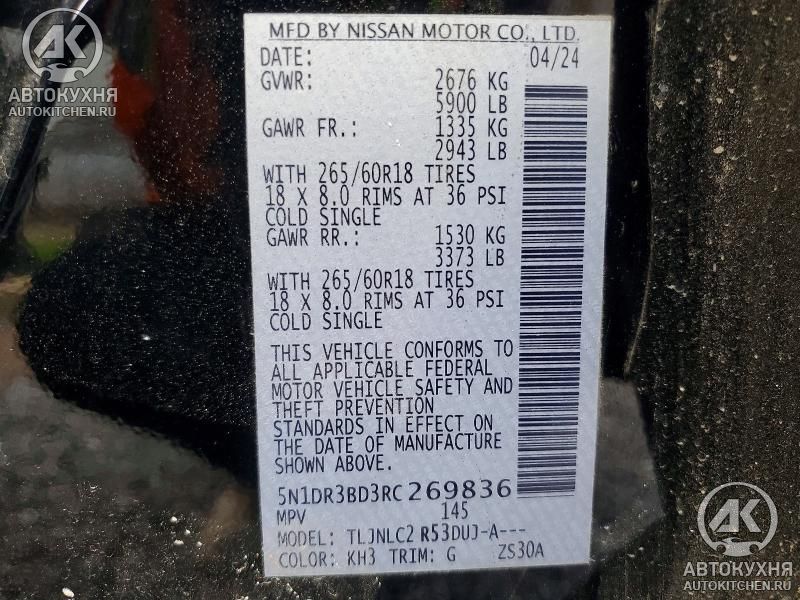 MFD BY NISSAN MOTOR CO., LTD.
DATE: 04/24
GVWR: 2676 KG
5900 LB
GAWR FR.: 1335 KG
2943 LB
WITH 265/60R18 TIRES
18 X 8.0 RIMS AT 36 PSI
COLD SINGLE
GAWR RR.: 1530 KG
3373 LB
WITH 265/60R18 TIRES
18 X 8.0 RIMS AT 36 PSI
COLD SINGLE
THIS VEHICLE CONFORMS TO
ALL APPLICABLE FEDERAL
MOTOR VEHICLE SAFETY AND
THEFT PREVENTION
STANDARDS IN EFFECT ON
THE DATE OF MANUFACTURE
SHOWN ABOVE.
5N1DR3BD3RC269836
MPV 145
MODEL: TLJNLC2 R53DUJ-A---
COLOR: KH3 TRIM: G ZS30A
AK
АВТОКУХНЯ
AUTOKITCHEN.RU
AK
АВТОКУХНЯ
AUTOKITCHEN.RU